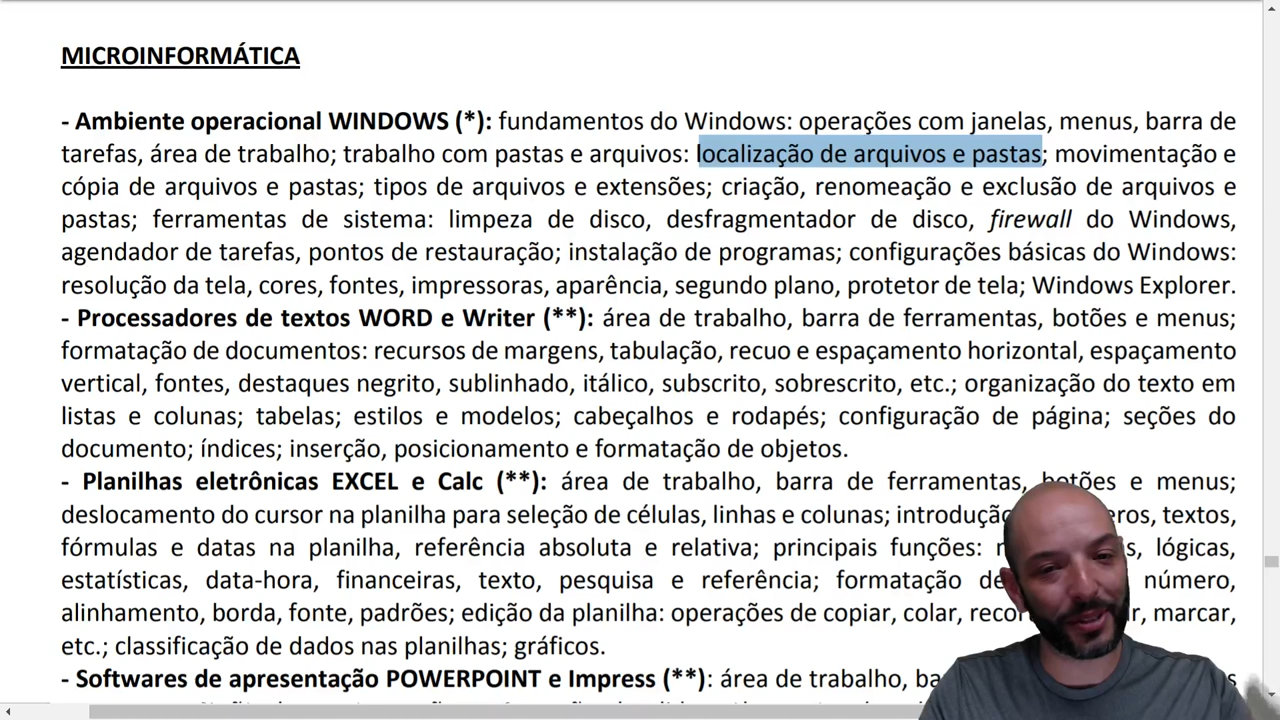 MICROINFORMÁTICA
- Ambiente operacional WINDOWS (*): fundamentos do Windows: operações com janelas, menus, barra de
tarefas, área de trabalho; trabalho com pastas e arquivos: localização de arquivos e pastas; movimentação e
cópia de arquivos e pastas; tipos de arquivos e extensões; criação, renomeação e exclusão de arquivos e
pastas; ferramentas de sistema: limpeza de disco, desfragmentador de disco, firewall do Windows,
agendador de tarefas, pontos de restauração; instalação de programas; configurações básicas do Windows:
resolução da tela, cores, fontes, impressoras, aparência, segundo plano, protetor de tela; Windows Explorer.
- Processadores de textos WORD e Writer (**): área de trabalho, barra de ferramentas, botões e menus;
formatação de documentos: recursos de margens, tabulação, recuo e espaçamento horizontal, espaçamento
vertical, fontes, destaques negrito, sublinhado, itálico, subscrito, sobrescrito, etc.; organização do texto em
listas e colunas; tabelas; estilos e modelos; cabeçalhos e rodapés; configuração de página; seções do
documento; índices; inserção, posicionamento e formatação de objetos.
- Planilhas eletrônicas EXCEL e Calc (**): área de trabalho, barra de ferramentas, botões e menus;
deslocamento do cursor na planilha para seleção de células, linhas e colunas; introdução textos,
fórmulas e datas na planilha, referência absoluta e relativa; principais funções: lógicas,
estatísticas, data-hora, financeiras, texto, pesquisa e referência; formatação número,
alinhamento, borda, fonte, padrões; edição da planilha: operações de copiar, colar, marcar,
etc.; classificação de dados nas planilhas; gráficos.
- Softwares de apresentação POWERPOINT e Impress (**): área de trabalho,